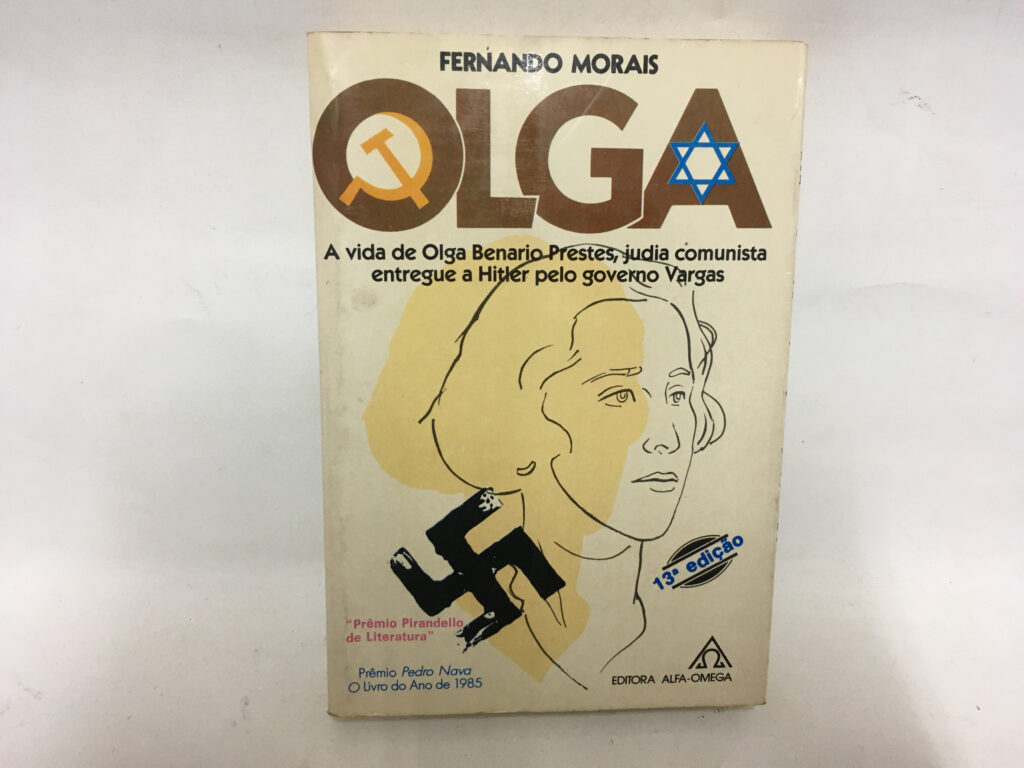 FERNANDO MORAIS
OLGA
A vida de Olga Benario Prestes, judia comunista
entregue a Hitler pelo governo Vargas
13ª edição
"Prêmio Pirandello
de Literatura"
Prêmio Pedro Nava
O Livro do Ano de 1985
EDITORA ALFA-OMEGA